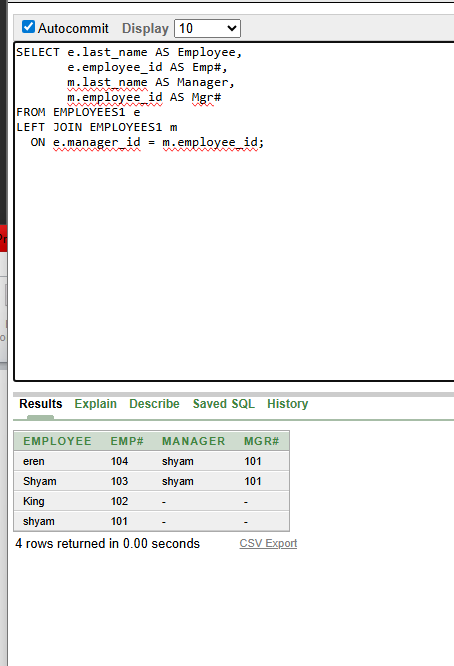 Autocommit Display 10
SELECT e.last_name AS Employee,
e.employee_id AS Emp#,
m.last_name AS Manager,
m.employee_id AS Mgr#
FROM EMPLOYEES1 e
LEFT JOIN EMPLOYEES1 m
ON e.manager_id = m.employee_id;
Results Explain Describe Saved SQL History
EMPLOYEE EMP# MANAGER MGR#
eren 104 shyam 101
Shyam 103 shyam 101
King 102 - -
shyam 101 - -
4 rows returned in 0.00 seconds CSV Export